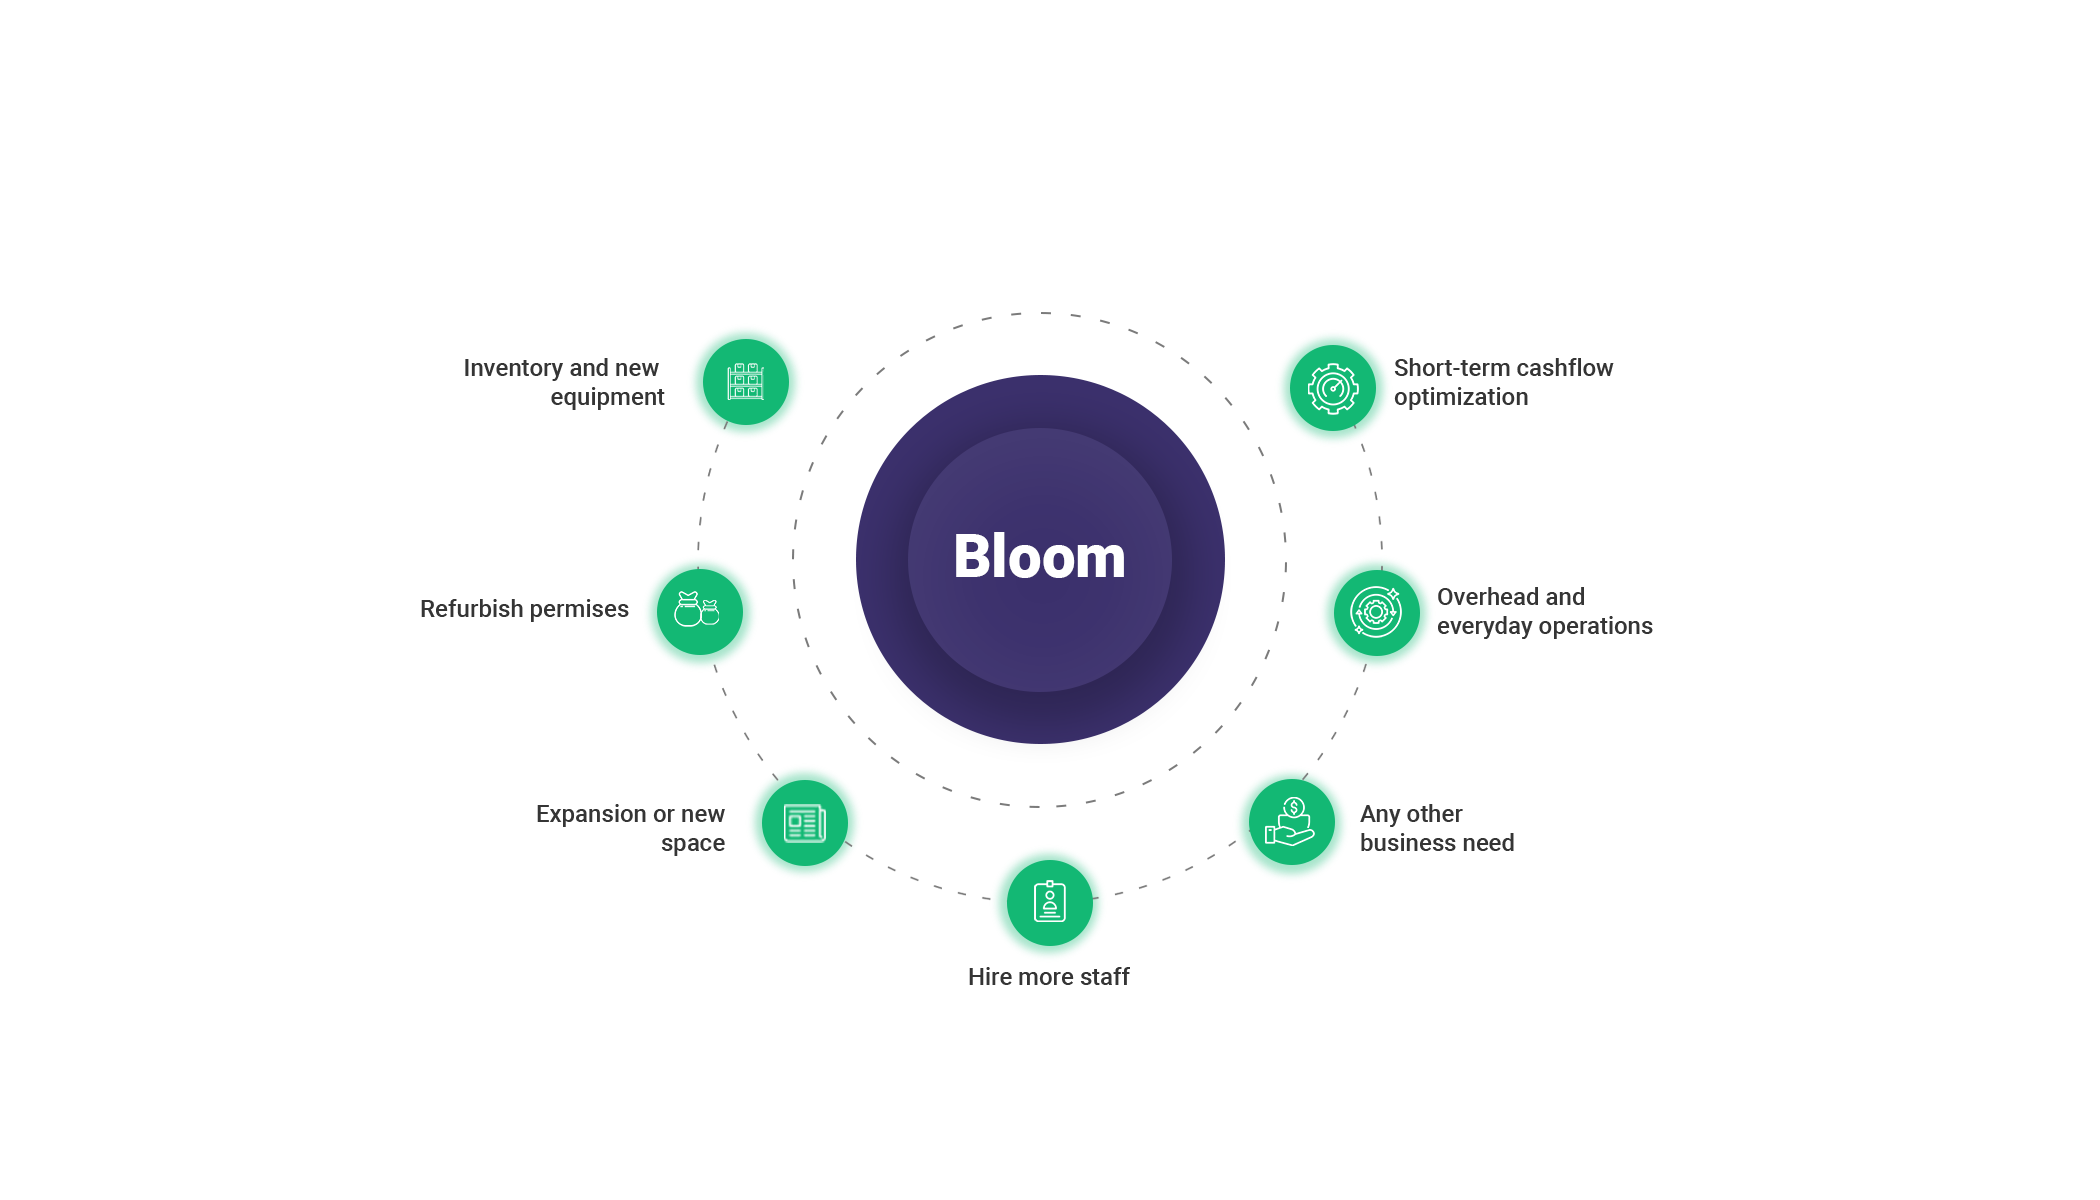 Inventory and new
equipment
Short-term cashflow
optimization
Bloom
Refurbish permises
Overhead and
everyday operations
Expansion or new
space
Any other
business need
Hire more staff